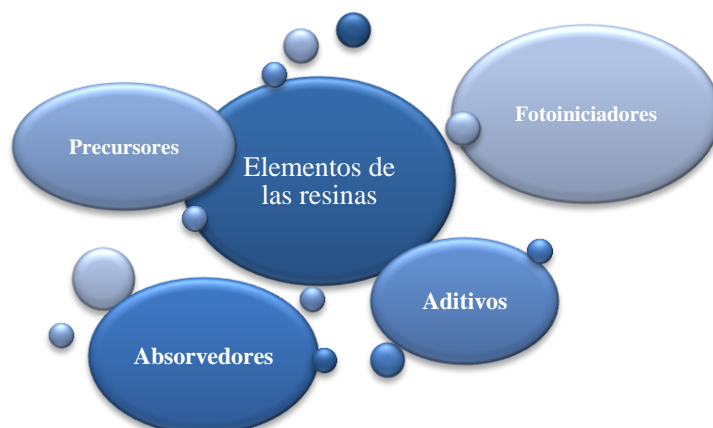 Fotoiniciadores
Precursores
Elementos de
las resinas
Aditivos
Absorvedores